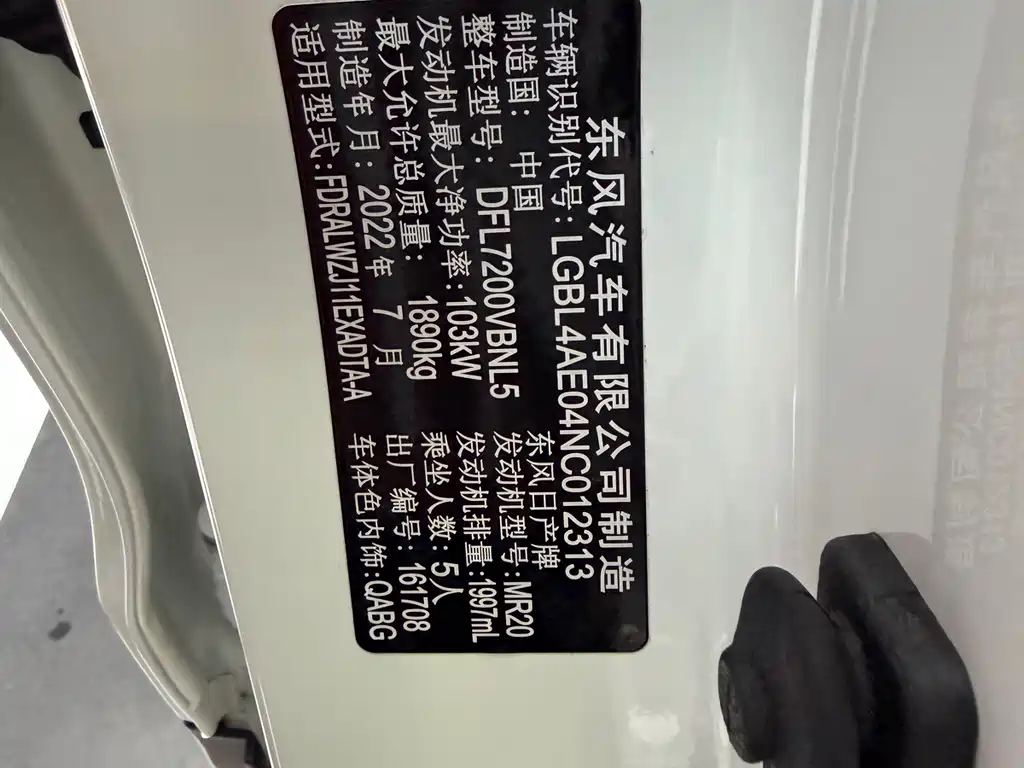 东风汽车有限公司制造
车辆识别代号:LGBL4AE04NC012313
制造国: 中国 东风日产牌
整车型号: DFL7200VBNL5 发动机型号:MR20
发动机最大净功率:103kW 发动机排量:1997mL
最大允许总质量: 1890kg 乘坐人数:5人
制造年月:2022年 7 月 出厂编号:161708
适用型式:FDRALWZJ11EXADTA-A 车体色内饰:QABG